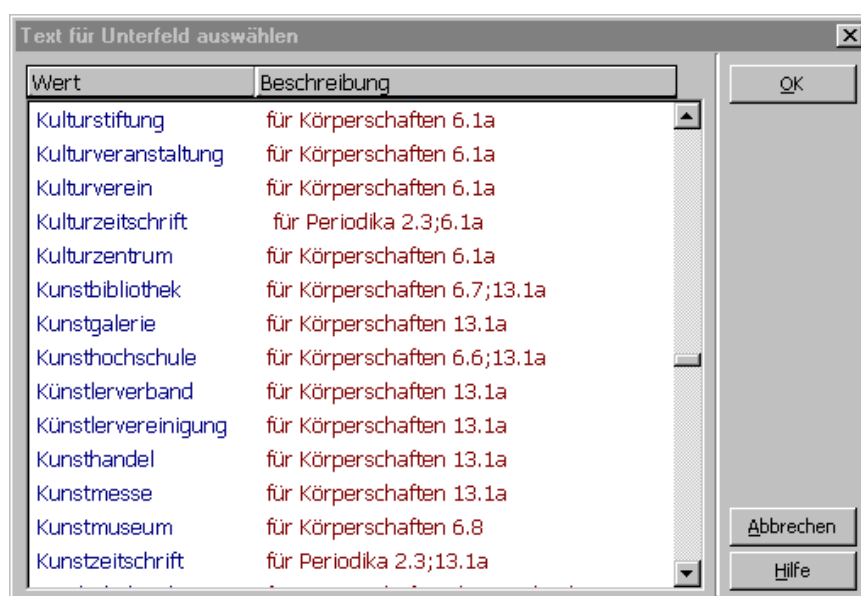 Text für Unterfeld auswählen
Wert Beschreibung OK
Kulturstiftung für Körperschaften 6.1a
Kulturveranstaltung für Körperschaften 6.1a
Kulturverein für Körperschaften 6.1a
Kulturzeitschrift für Periodika 2.3;6.1a
Kulturzentrum für Körperschaften 6.1a
Kunstbibliothek für Körperschaften 6.7;13.1a
Kunstgalerie für Körperschaften 13.1a
Kunsthochschule für Körperschaften 6.6;13.1a
Künstlerverband für Körperschaften 13.1a
Künstlervereinigung für Körperschaften 13.1a
Kunsthandel für Körperschaften 13.1a
Kunstmesse für Körperschaften 13.1a
Kunstmuseum für Körperschaften 6.8 Abbrechen
Kunstzeitschrift für Periodika 2.3;13.1a Hilfe